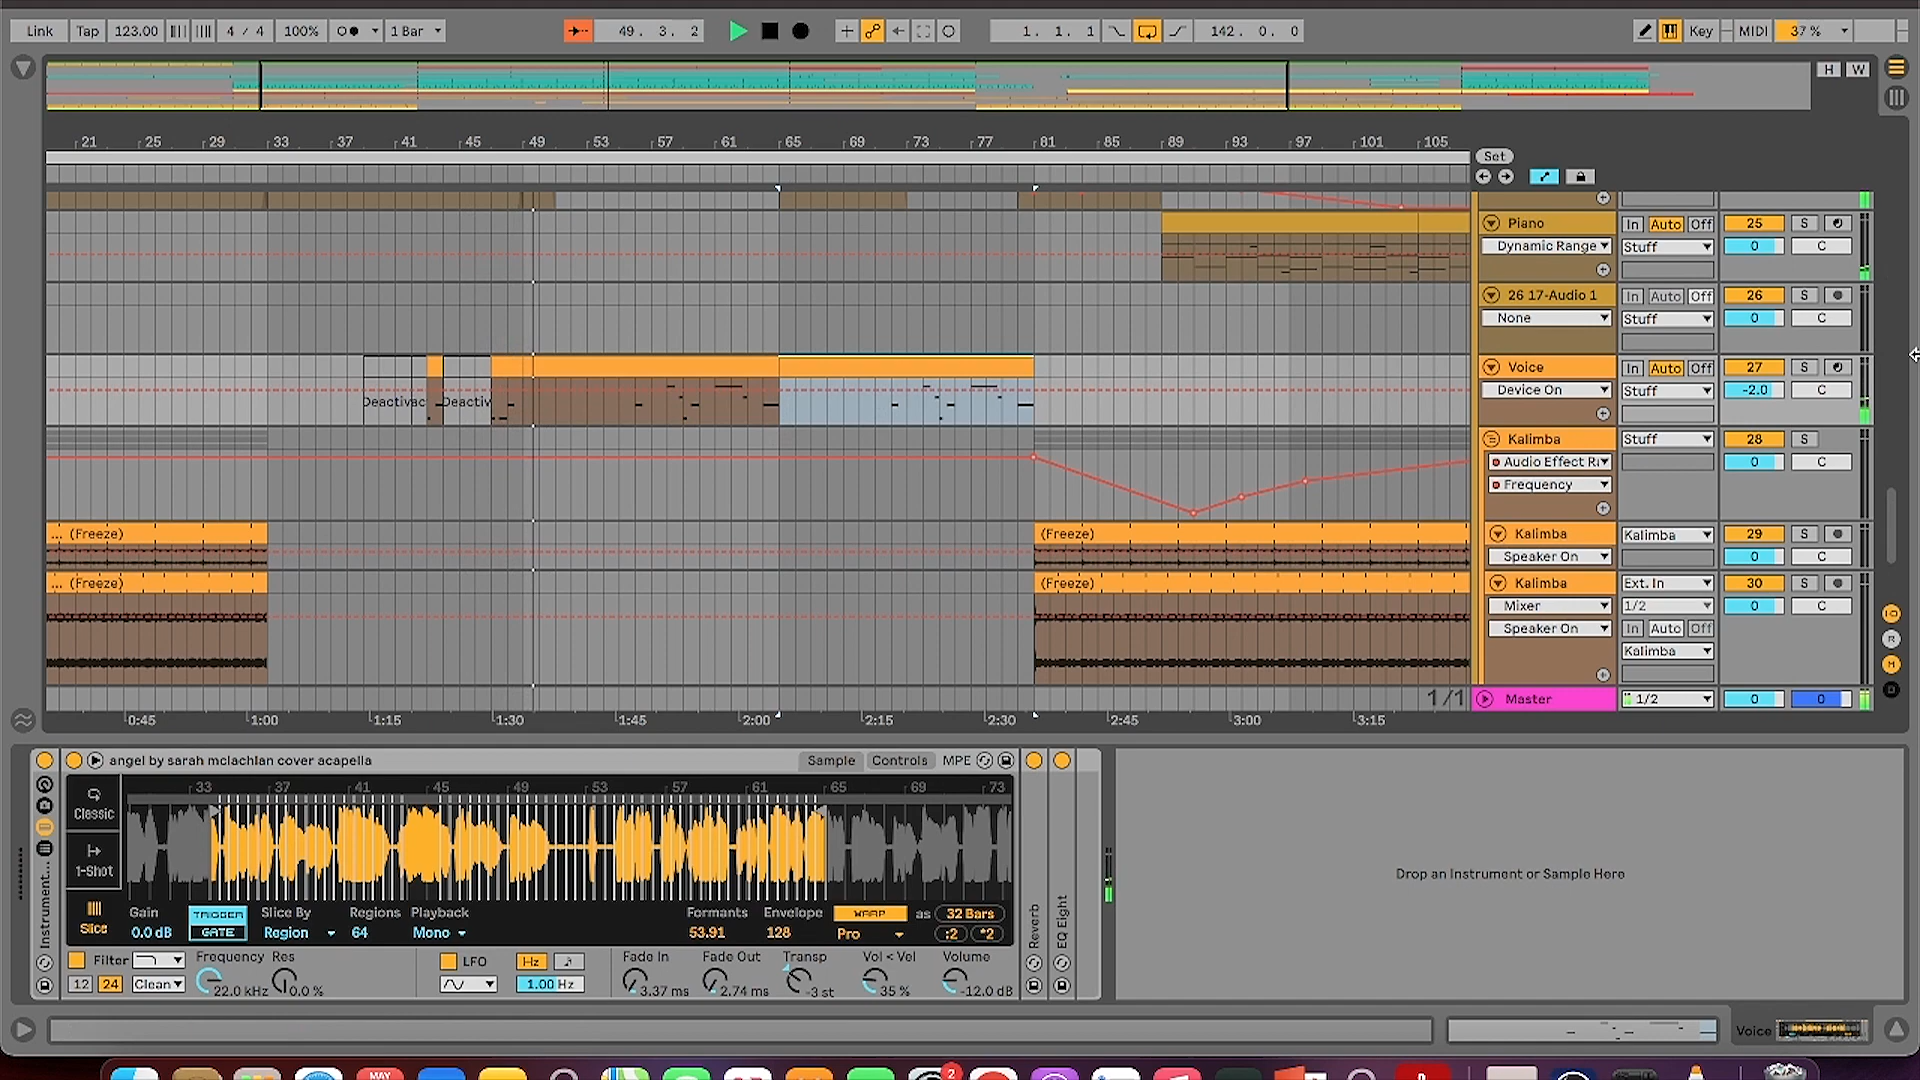 Link Tap 123.00 4 / 4 100% 1 Bar 49. 3. 2 1. 1. 1 142. 0. 0 Key MIDI 37 %
H W
21 25 29 33 37 41 45 49 53 57 61 65 69 73 77 81 85 89 93 97 101 105
Set
Piano In Auto Off 25 S
Dynamic Range Stuff 0 C
26 17-Audio 1 In Auto Off 26 S
None Stuff 0 C
Voice In Auto Off 27 S
Deactivac Deactiv Device On Stuff -2.0 C
Kalimba Stuff 28 S
Audio Effect Ra 0 C
Frequency
... (Freeze) (Freeze) Kalimba Kalimba 29 S
Speaker On 0 C
... (Freeze) (Freeze) Kalimba Ext. In 30 S
Mixer 1/2 0 C
Speaker On In Auto Off
Kalimba
1/1 Master 1/2 0 0
0:45 1:00 1:15 1:30 1:45 2:00 2:15 2:30 2:45 3:00 3:15
angel by sarah mclachlan cover acapella Sample Controls MPE
33 37 41 45 49 53 57 61 65 69 73
Classic
1-Shot
Slice
Gain TRIGGER Slice By Regions Playback Formants Envelope WARP as 32 Bars
0.0 dB GATE Region 64 Mono 53.91 128 Pro :2 *2
Filter Frequency Res LFO Hz Fade In Fade Out Transp Vol < Vel Volume
12 24 Clean 22.0 kHz 0.0 % 1.00 Hz 3.37 ms 2.74 ms -3 st 35 % -12.0 dB
Instrument...
Reverb
EQ Eight
Drop an Instrument or Sample Here
Voice
MAY
2